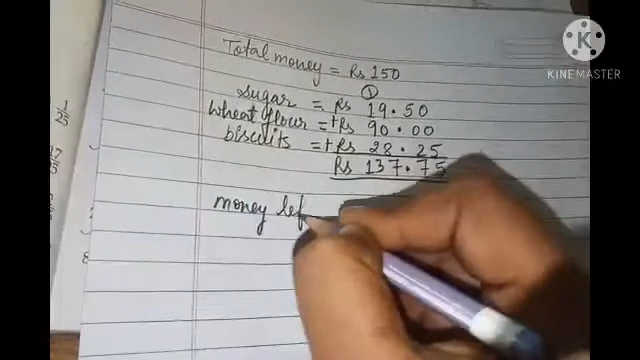 Total money = Rs 150
1
Sugar = Rs 19.50
Wheat flour = +Rs 90.00
biscuits = + Rs 28.25
Rs 137.75
money lef
K
KINEMASTER